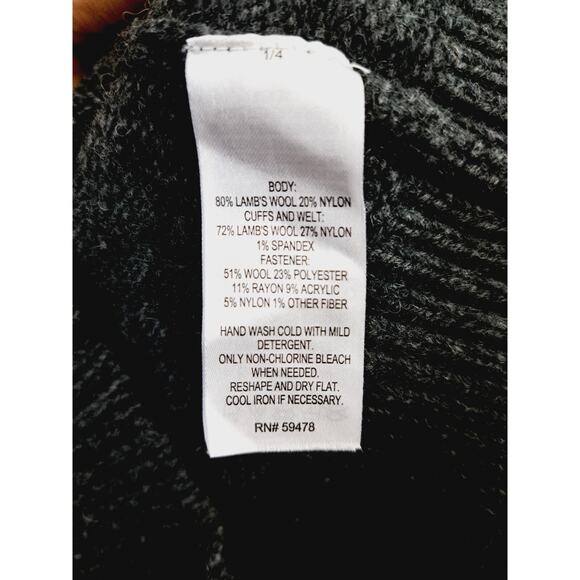 1/4
BODY:
80% LAMB'S WOOL 20% NYLON
CUFFS AND WELT:
72% LAMB'S WOOL 27% NYLON
1% SPANDEX
FASTENER:
51% WOOL 23% POLYESTER
11% RAYON 9% ACRYLIC
5% NYLON 1% OTHER FIBER
HAND WASH COLD WITH MILD
DETERGENT.
ONLY NON-CHLORINE BLEACH
WHEN NEEDED.
RESHAPE AND DRY FLAT.
COOL IRON IF NECESSARY.
RN# 59478